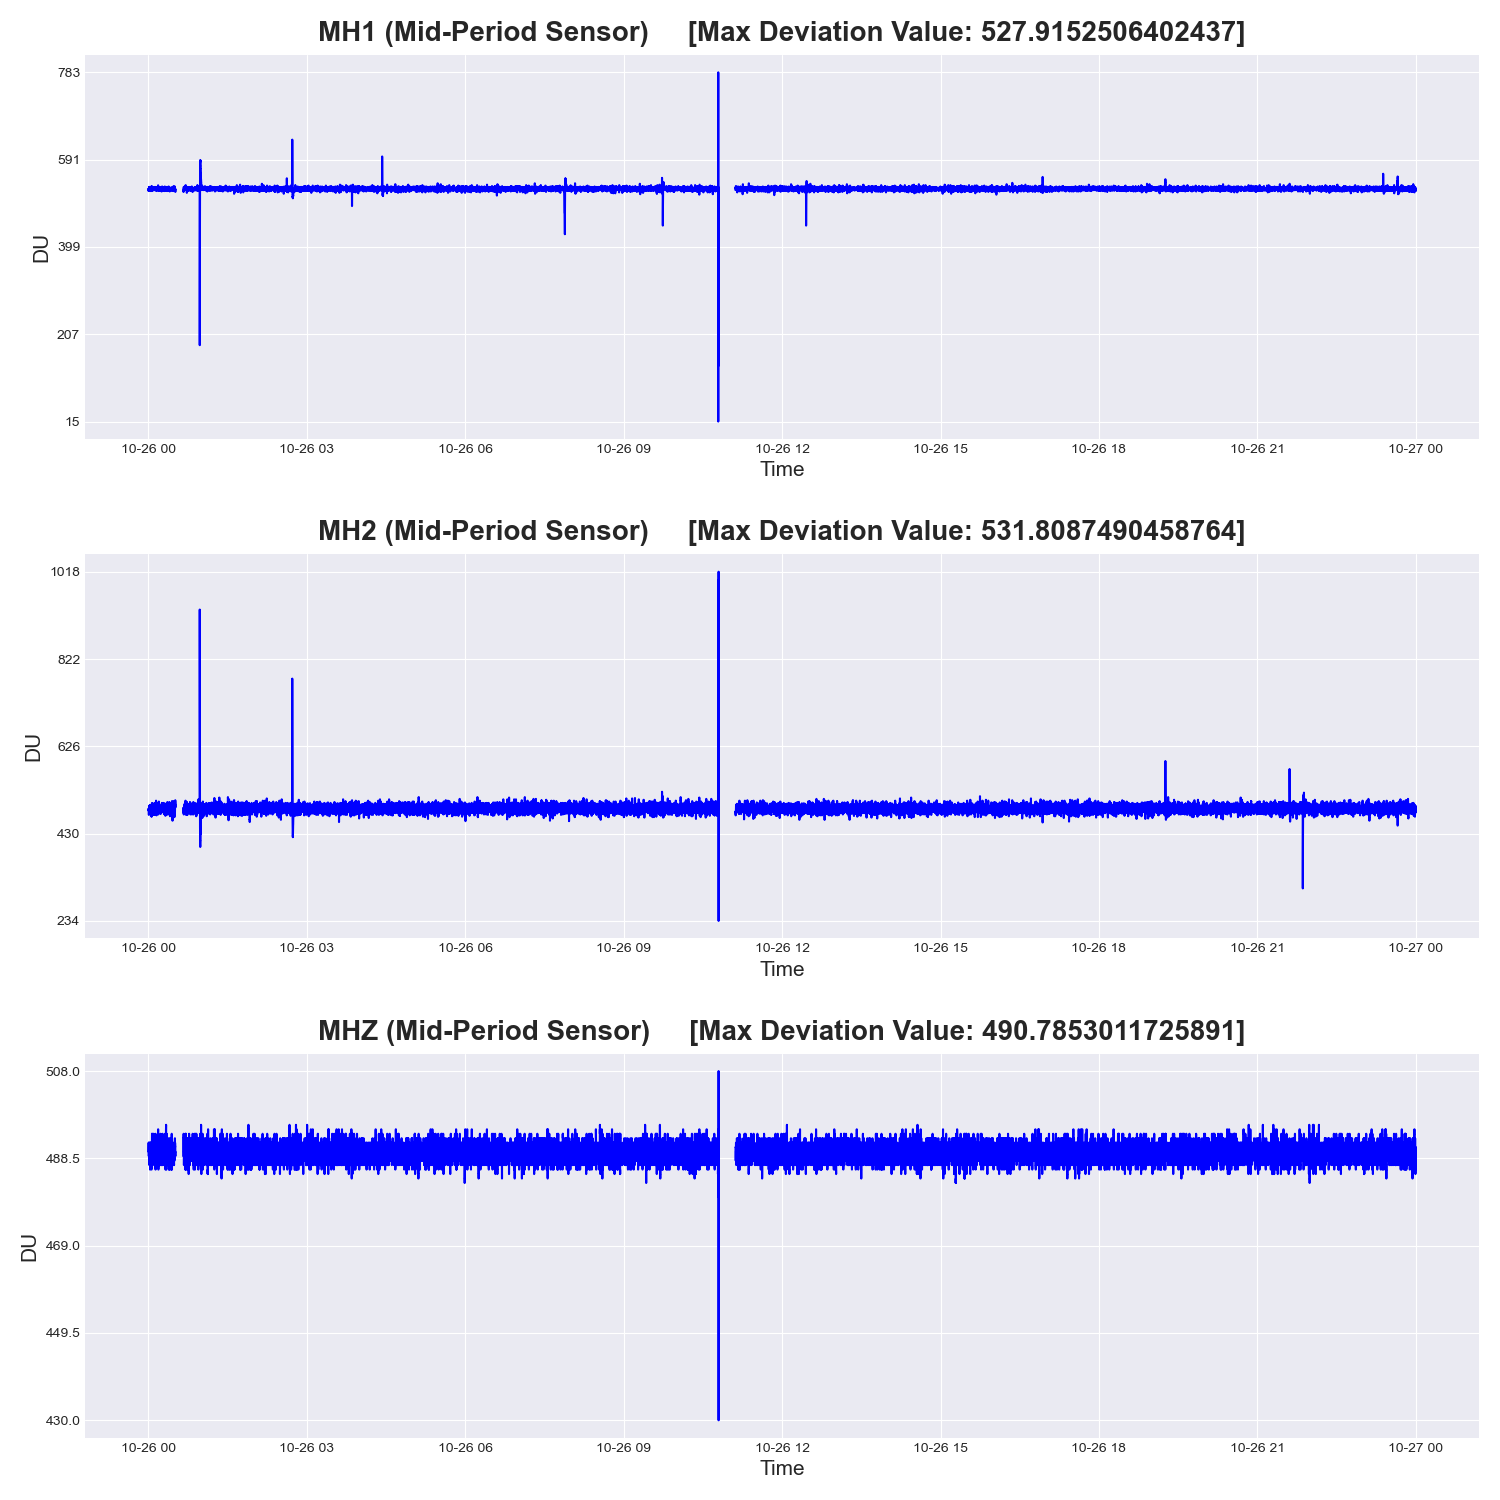 MH1 (Mid-Period Sensor)     [Max Deviation Value: 527.9152506402437]
783
591
399
207
15
DU
10-26 00 10-26 03 10-26 06 10-26 09 10-26 12 10-26 15 10-26 18 10-26 21 10-27 00
Time
MH2 (Mid-Period Sensor)     [Max Deviation Value: 531.8087490458764]
1018
822
626
430
234
DU
10-26 00 10-26 03 10-26 06 10-26 09 10-26 12 10-26 15 10-26 18 10-26 21 10-27 00
Time
MHZ (Mid-Period Sensor)     [Max Deviation Value: 490.7853011725891]
508.0
488.5
469.0
449.5
430.0
DU
10-26 00 10-26 03 10-26 06 10-26 09 10-26 12 10-26 15 10-26 18 10-26 21 10-27 00
Time